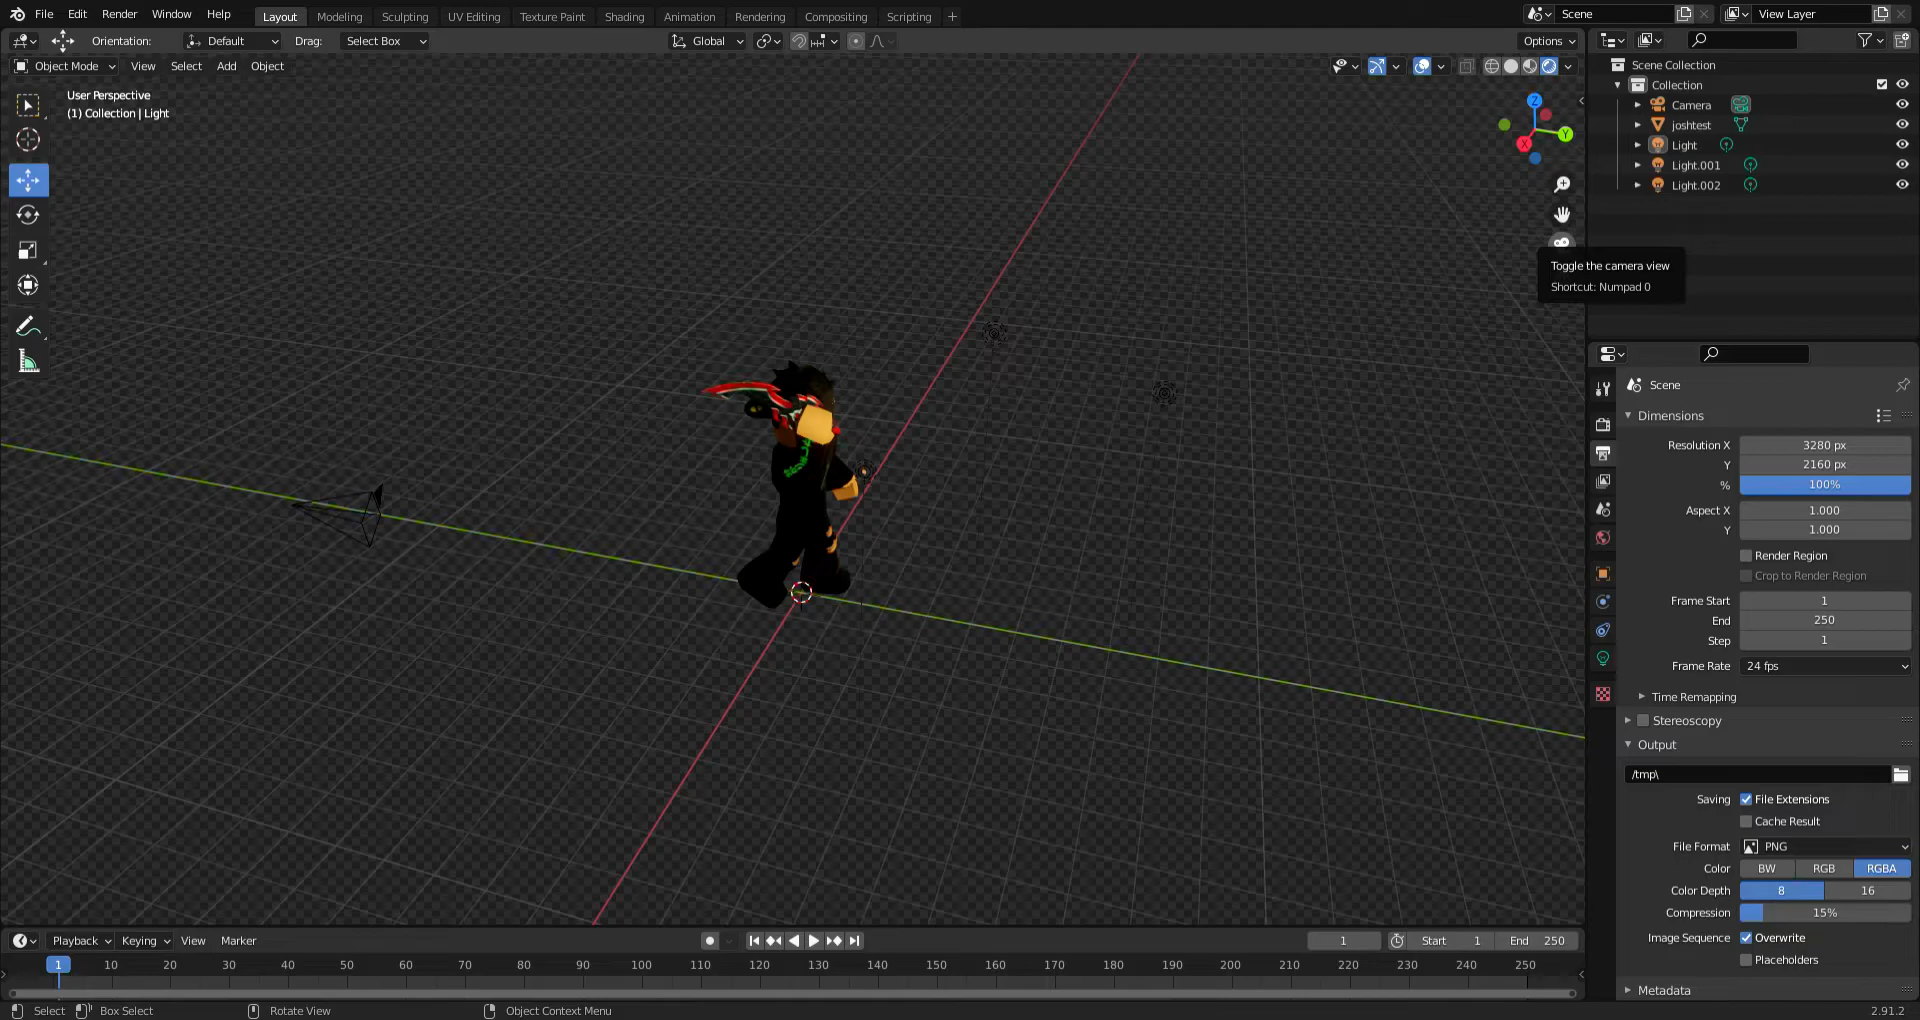 File Edit Render Window Help Layout Modeling Sculpting UV Editing Texture Paint Shading Animation Rendering Compositing Scripting + Scene View Layer
Orientation: Default Drag: Select Box Global Options
Object Mode View Select Add Object
User Perspective
(1) Collection | Light
Z
Y
X
Toggle the camera view
Shortcut: Numpad 0
Scene Collection
Collection
Camera
joshtest
Light
Light.001
Light.002
Scene
Dimensions
Resolution X 3280 px
Y 2160 px
% 100%
Aspect X 1.000
Y 1.000
Render Region
Crop to Render Region
Frame Start 1
End 250
Step 1
Frame Rate 24 fps
Time Remapping
Stereoscopy
Output
/tmp\
Saving File Extensions
Cache Result
File Format PNG
Color BW RGB RGBA
Color Depth 8 16
Compression 15%
Image Sequence Overwrite
Placeholders
Metadata
Playback Keying View Marker 1 Start 1 End 250
1 10 20 30 40 50 60 70 80 90 100 110 120 130 140 150 160 170 180 190 200 210 220 230 240 250
Select Box Select Rotate View Object Context Menu 2.91.2